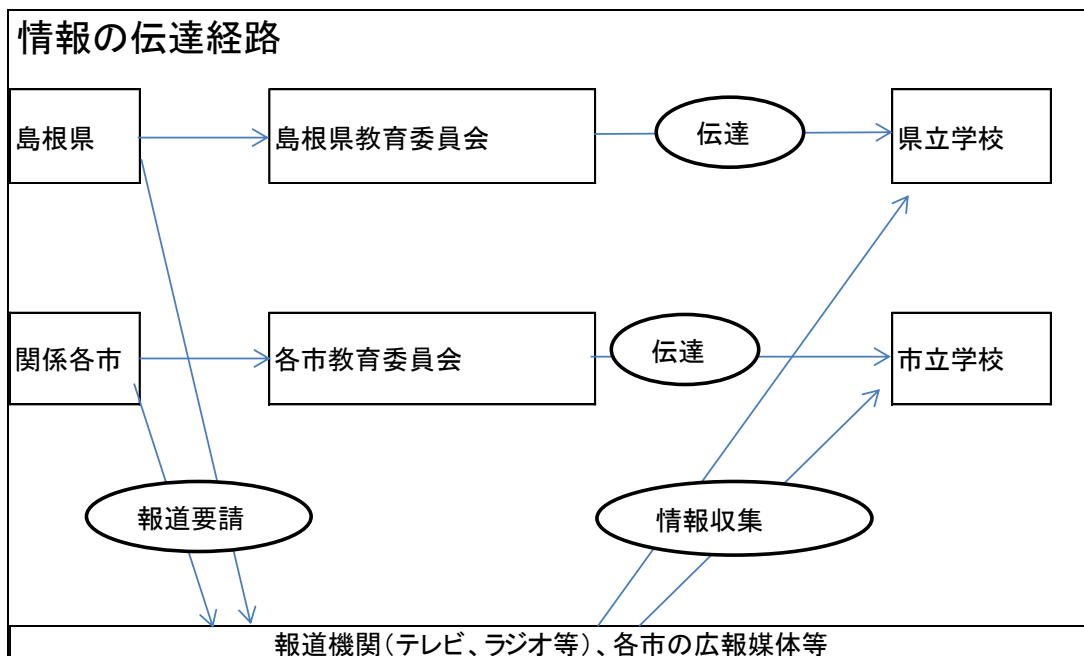 情報の伝達経路
島根県
島根県教育委員会
伝達
県立学校
関係各市
各市教育委員会
伝達
市立学校
報道要請
情報収集
報道機関(テレビ、ラジオ等)、各市の広報媒体等